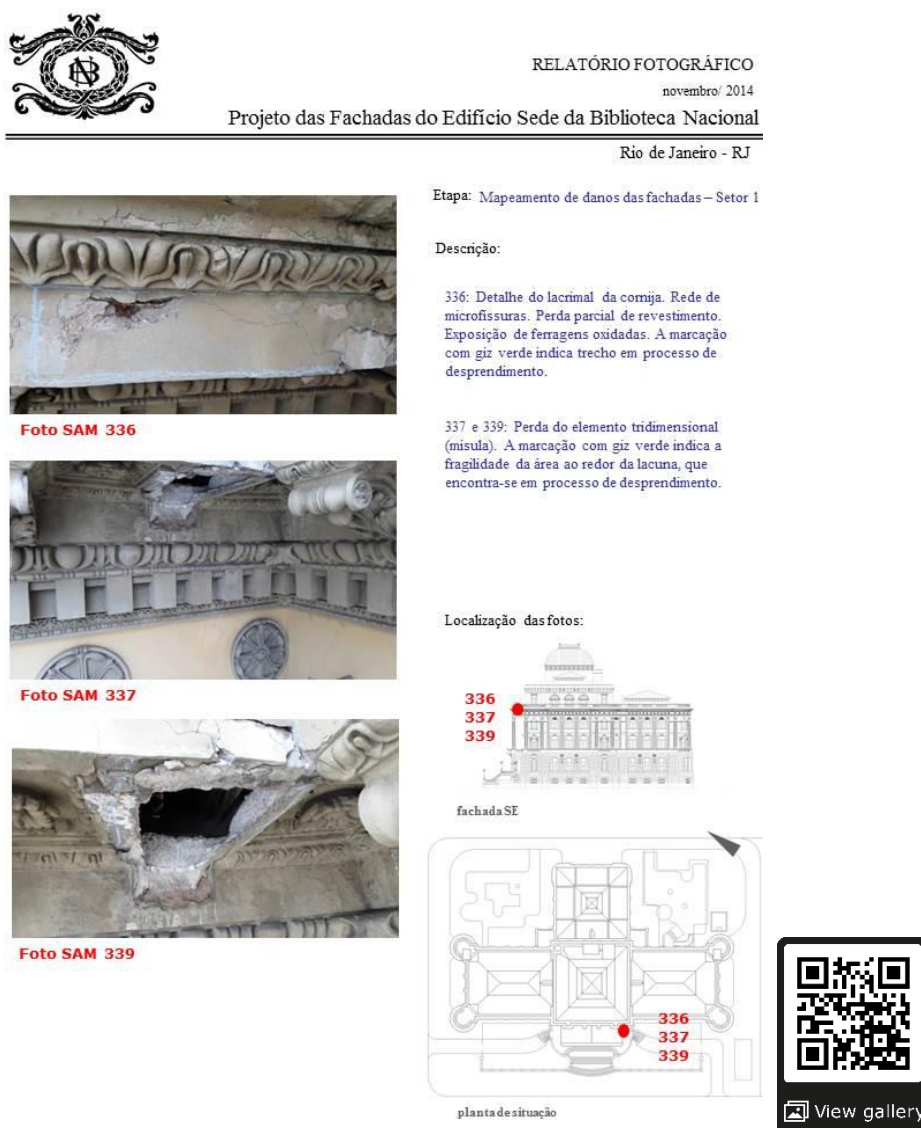 RELATÓRIO FOTOGRÁFICO
novembro/ 2014
Projeto das Fachadas do Edifício Sede da Biblioteca Nacional
Rio de Janeiro - RJ
Etapa: Mapeamento de danos das fachadas – Setor 1
Descrição:
336: Detalhe do lacrimal da cornija. Rede de
microfissuras. Perda parcial de revestimento.
Exposição de ferragens oxidadas. A marcação
com giz verde indica trecho em processo de
desprendimento.
Foto SAM 336
337 e 339: Perda do elemento tridimensional
(misula). A marcação com giz verde indica a
fragilidade da área ao redor da lacuna, que
encontra-se em processo de desprendimento.
Foto SAM 337
Foto SAM 339
Localização das fotos:
336
337
339
fachada SE
336
337
339
planta de situação
View gallery